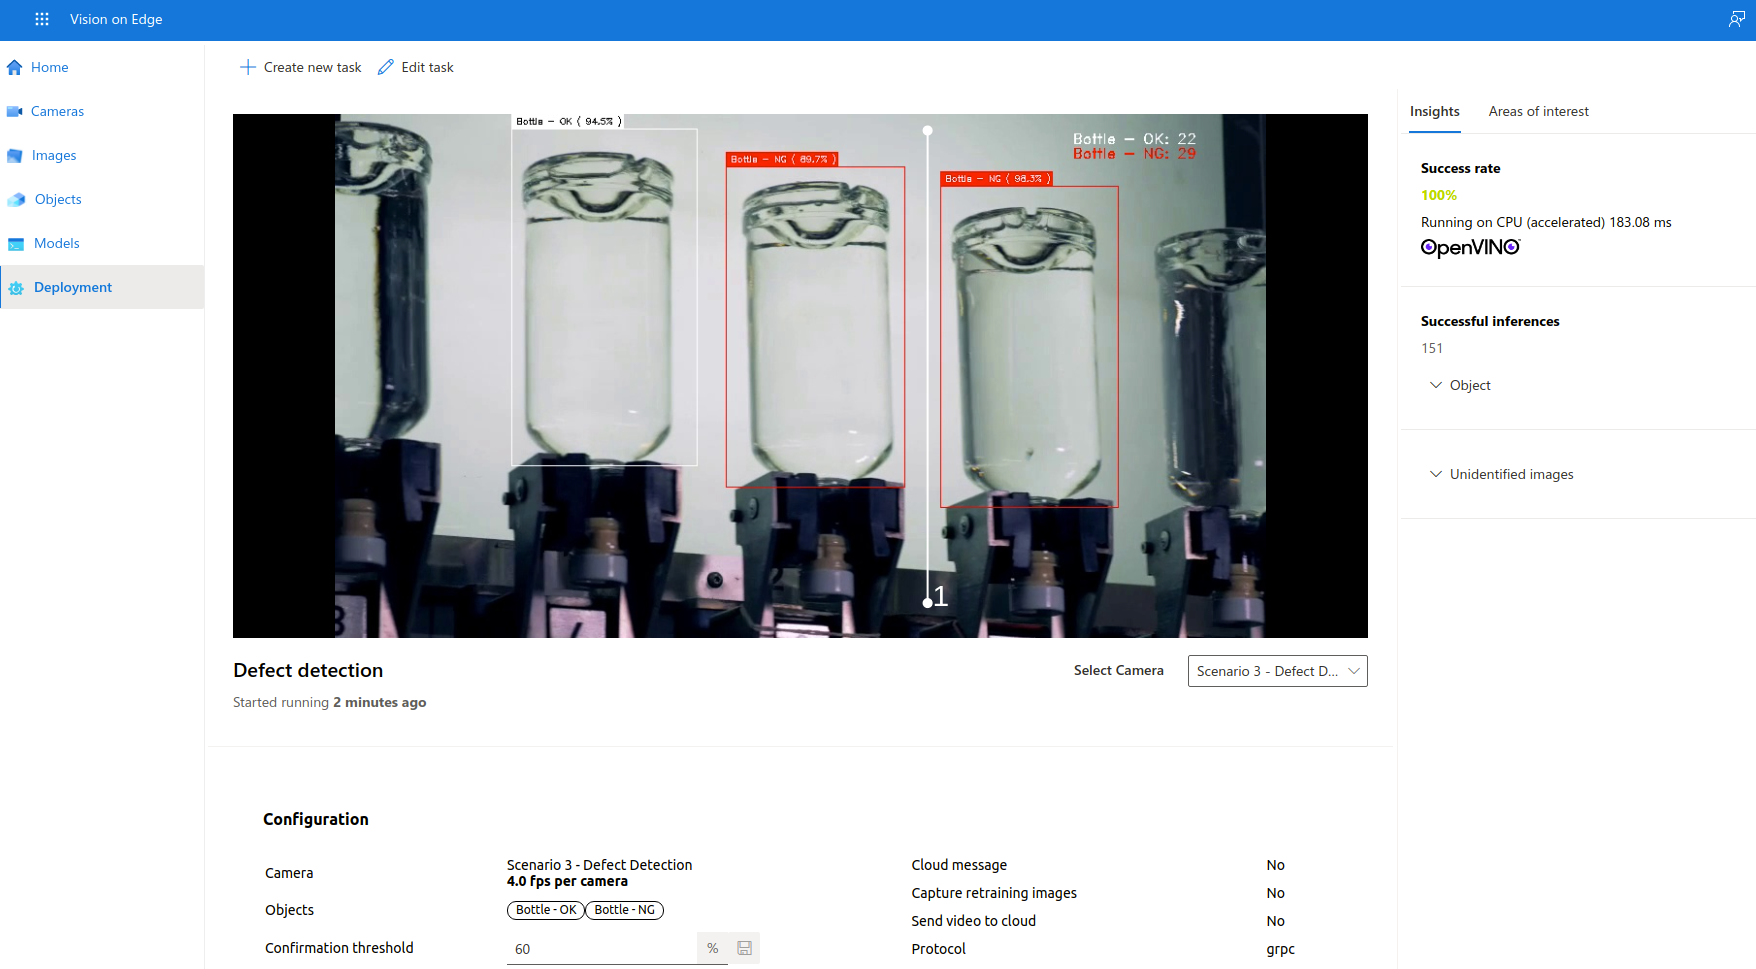 Vision on Edge
Home
Cameras
Images
Objects
Models
Deployment
Create new task
Edit task
Bottle - OK ( 94.5% )
Bottle - NG ( 89.7% )
Bottle - NG ( 98.3% )
Bottle - OK: 22
Bottle - NG: 29
1
Defect detection
Started running 2 minutes ago
Select Camera
Scenario 3 - Defect D...
Configuration
Camera
Scenario 3 - Defect Detection
4.0 fps per camera
Objects
Bottle - OK
Bottle - NG
Confirmation threshold
60
%
Cloud message
No
Capture retraining images
No
Send video to cloud
No
Protocol
grpc
Insights
Areas of interest
Success rate
100%
Running on CPU (accelerated) 183.08 ms
OpenVINO
Successful inferences
151
Object
Unidentified images